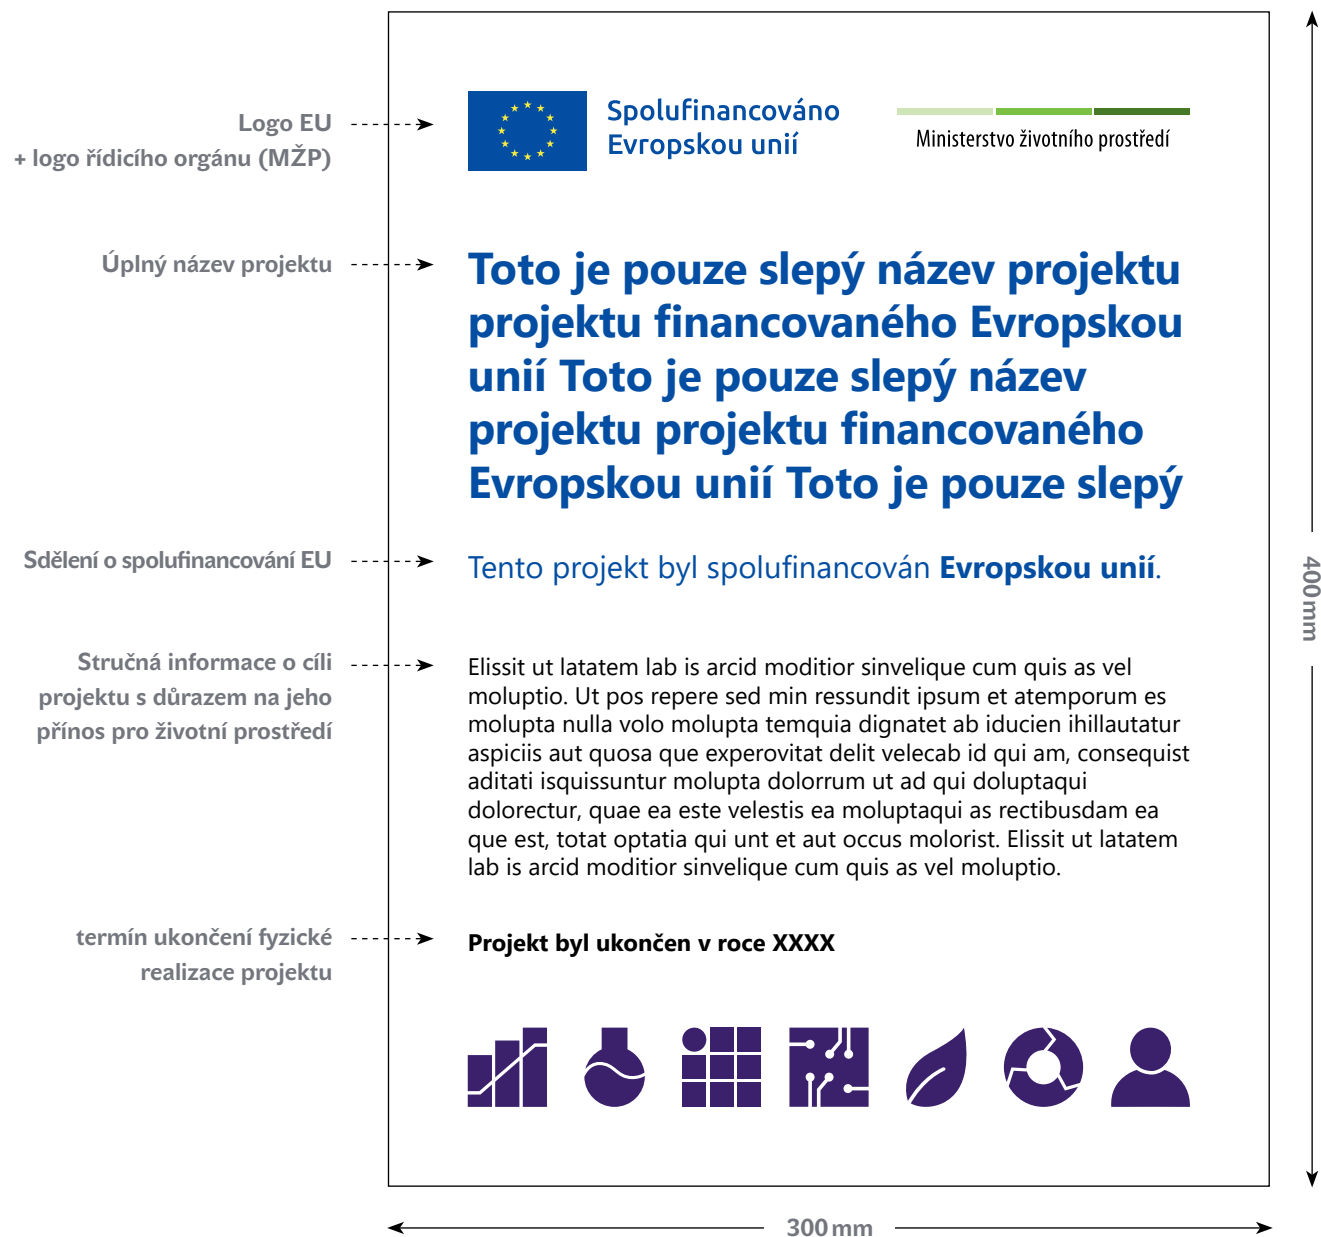 Logo EU
+ logo řídicího orgánu (MŽP)
Spolufinancováno
Evropskou unií
Ministerstvo životního prostředí
Úplný název projektu
Toto je pouze slepý název projektu
projektu financovaného Evropskou
unií Toto je pouze slepý název
projektu projektu financovaného
Evropskou unií Toto je pouze slepý
Sdělení o spolufinancování EU
Tento projekt byl spolufinancován Evropskou unií.
Stručná informace o cíli
projektu s důrazem na jeho
přínos pro životní prostředí
Elissit ut latatem lab is arcid moditior sinvelique cum quis as vel
moluptio. Ut pos repere sed min ressundit ipsum et atemporum es
molupta nulla volo molupta temquia dignatet ab iducien ihillautatur
aspiciis aut quosa que experovitat delit velecab id qui am, consequist
aditati isquissuntur molupta dolorrum ut ad qui doluptaqui
dolorectur, quae ea este velestis ea moluptaqui as rectibusdam ea
que est, totat optatia qui unt et aut occus molorist. Elissit ut latatem
lab is arcid moditior sinvelique cum quis as vel moluptio.
termín ukončení fyzické
realizace projektu
Projekt byl ukončen v roce XXXX
400 mm
300 mm